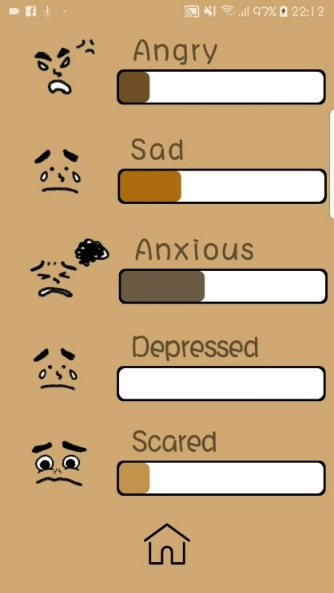 97% 22:12
Angry
Sad
Anxious
Depressed
Scared